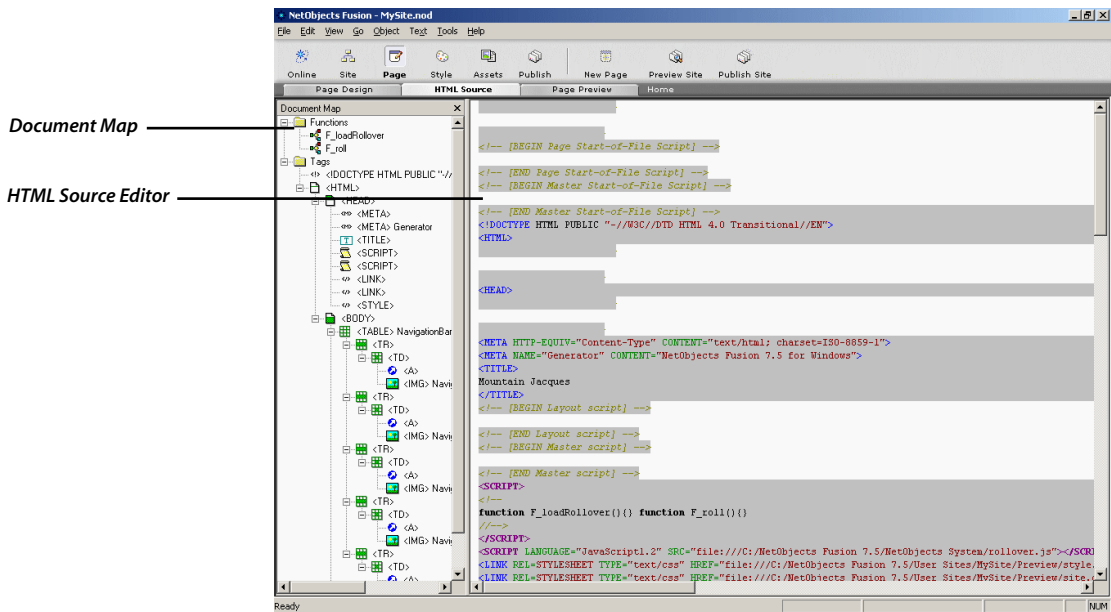 NetObjects Fusion - MySite.nod
File Edit View Go Object Text Tools Help
Online Site Page Style Assets Publish New Page Preview Site Publish Site
Page Design HTML Source Page Preview Home
Document Map
Document Map
Functions
F_loadRollover
F_roll
Tags
<!DOCTYPE HTML PUBLIC "-//
<HTML>
HTML Source Editor
<HEAD>
<META>
<META> Generator
<TITLE>
<SCRIPT>
<SCRIPT>
<LINK>
<LINK>
<STYLE>
<BODY>
<TABLE> NavigationBar
<TR>
<TD>
<A>
<IMG> Navig
<TR>
<TD>
<A>
<IMG> Navig
<TR>
<TD>
<A>
<IMG> Navig
<TR>
<TD>
<A>
<IMG> Navig
<TR>
<TD>
<A>
<!-- [BEGIN Page Start-of-File Script] -->
<!-- [END Page Start-of-File Script] -->
<!-- [BEGIN Master Start-of-File Script] -->
<!-- [END Master Start-of-File Script] -->
<!DOCTYPE HTML PUBLIC "-//W3C//DTD HTML 4.0 Transitional//EN">
<HTML>
<HEAD>
<META HTTP-EQUIV="Content-Type" CONTENT="text/html; charset=ISO-8859-1">
<META NAME="Generator" CONTENT="NetObjects Fusion 7.5 for Windows">
<TITLE>
Mountain Jacques
</TITLE>
<!-- [BEGIN Layout script] -->
<!-- [END Layout script] -->
<!-- [BEGIN Master script] -->
<!-- [END Master script] -->
<SCRIPT>
<!--
function F_loadRollover(){} function F_roll(){}
//-->
</SCRIPT>
<SCRIPT LANGUAGE="JavaScript1.2" SRC="file:///C:/NetObjects Fusion 7.5/NetObjects System/rollover.js"></SCRI
<LINK REL=STYLESHEET TYPE="text/css" HREF="file:///C:/NetObjects Fusion 7.5/User Sites/MySite/Preview/style.
<LINK REL=STYLESHEET TYPE="text/css" HREF="file:///C:/NetObjects Fusion 7.5/User Sites/MySite/Preview/site.c
Ready NUM